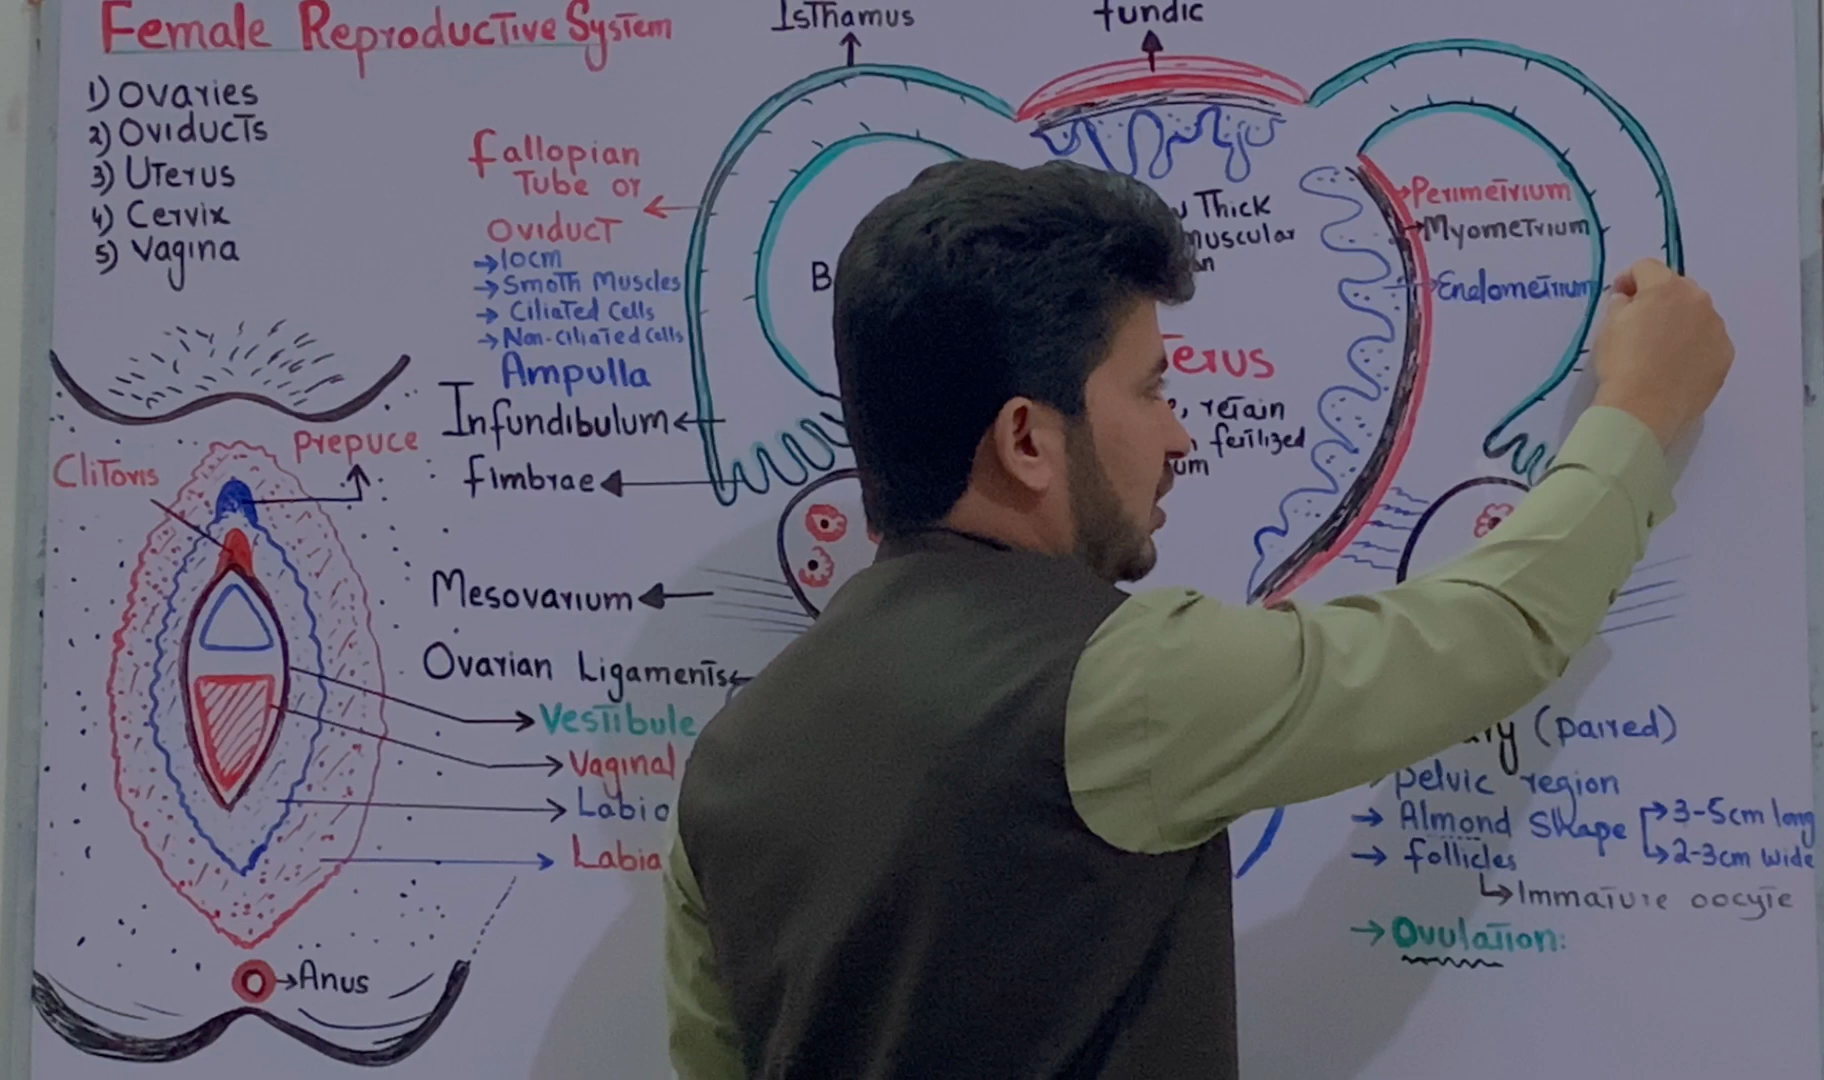 Female Reproductive System
1) Ovaries
2) Oviducts
3) Uterus
4) Cervix
5) Vagina
Isthamus
fundic
fallopian
Tube or
Oviduct
→ 10cm
→ Smoth Muscles
→ Ciliated Cells
→ Non-ciliated Cells
Ampulla
Infundibulum
fimbrae
Mesovarium
Ovarian Ligaments
Clitoris
Prepuce
Vestibule
Vaginal
Labia
Labia
Anus
B
Thick
muscular
Perimetrium
Myometrium
Endometrium
terus
, retain
fertilized
(paired)
pelvic region
→ Almond Shape → 3-5cm long
→ 2-3cm wide
→ follicles
Immature oocyte
→ Ovulation: